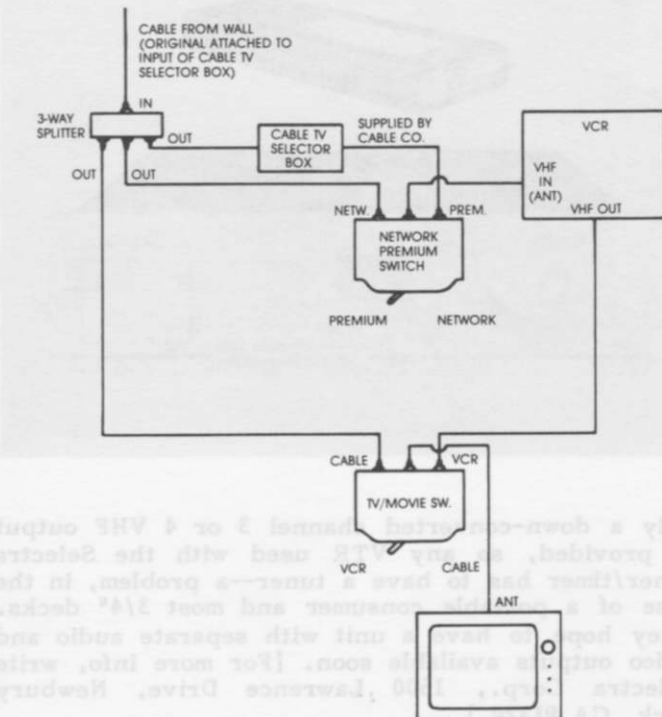 CABLE FROM WALL
(ORIGINAL ATTACHED TO
INPUT OF CABLE TV
SELECTOR BOX)
IN
3-WAY
SPLITTER
OUT
OUT
OUT
CABLE TV
SELECTOR
BOX
SUPPLIED BY
CABLE CO.
VCR
VHF
IN
(ANT)
VHF OUT
NETW.
PREM.
NETWORK
PREMIUM
SWITCH
PREMIUM
NETWORK
CABLE
VCR
TV/MOVIE SW.
VCR
CABLE
ANT